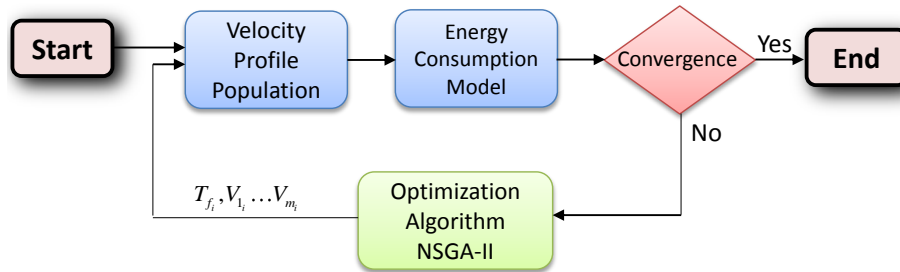 Start
Velocity
Profile
Population
Energy
Consumption
Model
Convergence
Yes
End
No
Optimization
Algorithm
NSGA-II
T_{f_i}, V_{1_i} ... V_{m_i}